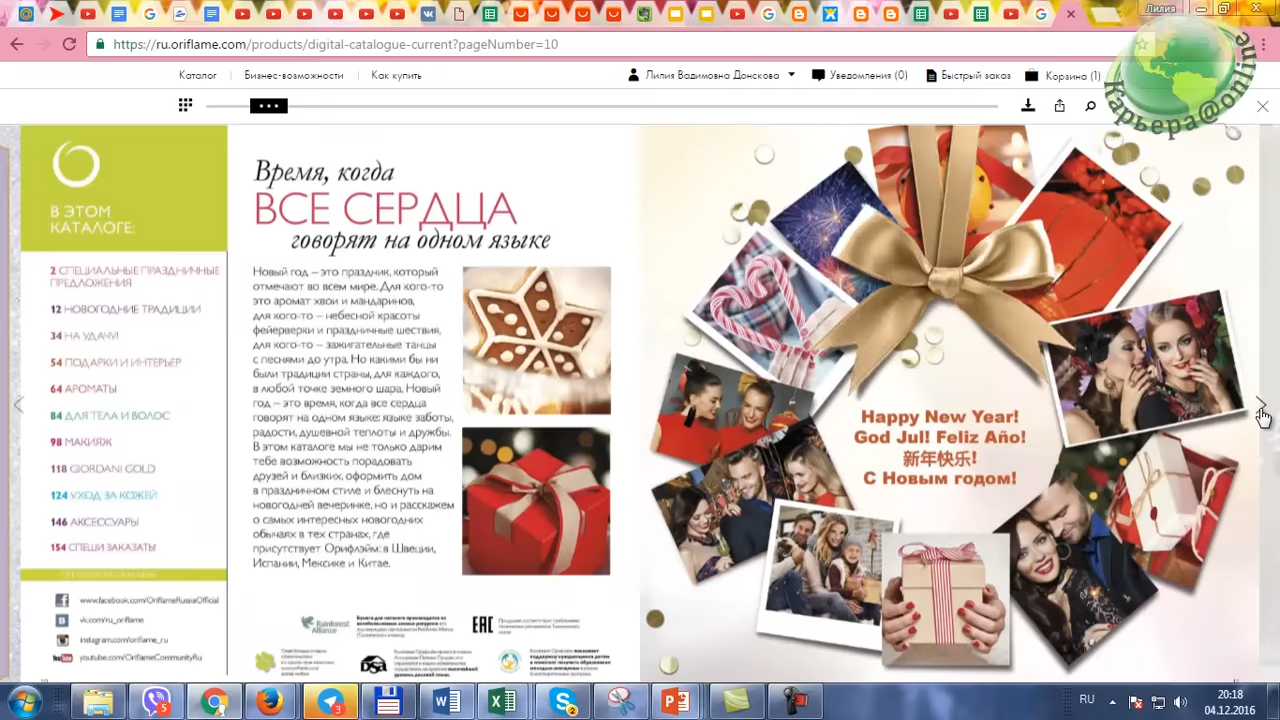 Лилия
https://ru.oriflame.com/products/digital-catalogue-current?pageNumber=10
Каталог
Бизнес-возможности
Как купить
Лилия Вадимовна Донскова
Уведомления (0)
Быстрый заказ
Корзина (1)
Карьера@online
В ЭТОМ
КАТАЛОГЕ:
2 СПЕЦИАЛЬНЫЕ ПРАЗДНИЧНЫЕ
ПРЕДЛОЖЕНИЯ
12 НОВОГОДНИЕ ТРАДИЦИИ
34 НА УДАЧУ!
54 ПОДАРКИ И ИНТЕРЬЕР
64 АРОМАТЫ
84 ДЛЯ ТЕЛА И ВОЛОС
98 МАКИЯЖ
118 GIORDANI GOLD
124 УХОД ЗА КОЖЕЙ
146 АКСЕССУАРЫ
154 СПЕЦИ ЗАКАЗАТЬ!
www.facebook.com/OriflameRussiaOfficial
vk.com/ru_oriflame
instagram.com/oriflame_ru
youtube.com/OriflameCommunityRu
Время, когда
ВСЕ СЕРДЦА
говорят на одном языке
Новый год – это праздник, который
отмечают во всем мире. Для кого-то
это аромат хвои и мандаринов,
для кого-то – небесной красоты
фейерверки и праздничные шествия,
для кого-то – зажигательные танцы
с песнями до утра. Но какими бы ни
были традиции страны, для каждого,
в любой точке земного шара, Новый
год – это время, когда все сердца
говорят на одном языке: языке заботы,
радости, душевной теплоты и дружбы.
В этом каталоге мы не только дарим
тебе возможность порадовать
друзей и близких, оформить дом
в праздничном стиле и блеснуть на
новогодней вечеринке, но и расскажем
о самых интересных новогодних
обычаях в тех странах, где
присутствует Орифлэйм: в Швеции,
Испании, Мексике и Китае.
Rainforest
Alliance
EAC
DSA
Happy New Year!
God Jul! Feliz Año!
新年快乐!
С Новым годом!
5
3
2
RU
20:18
04.12.2016